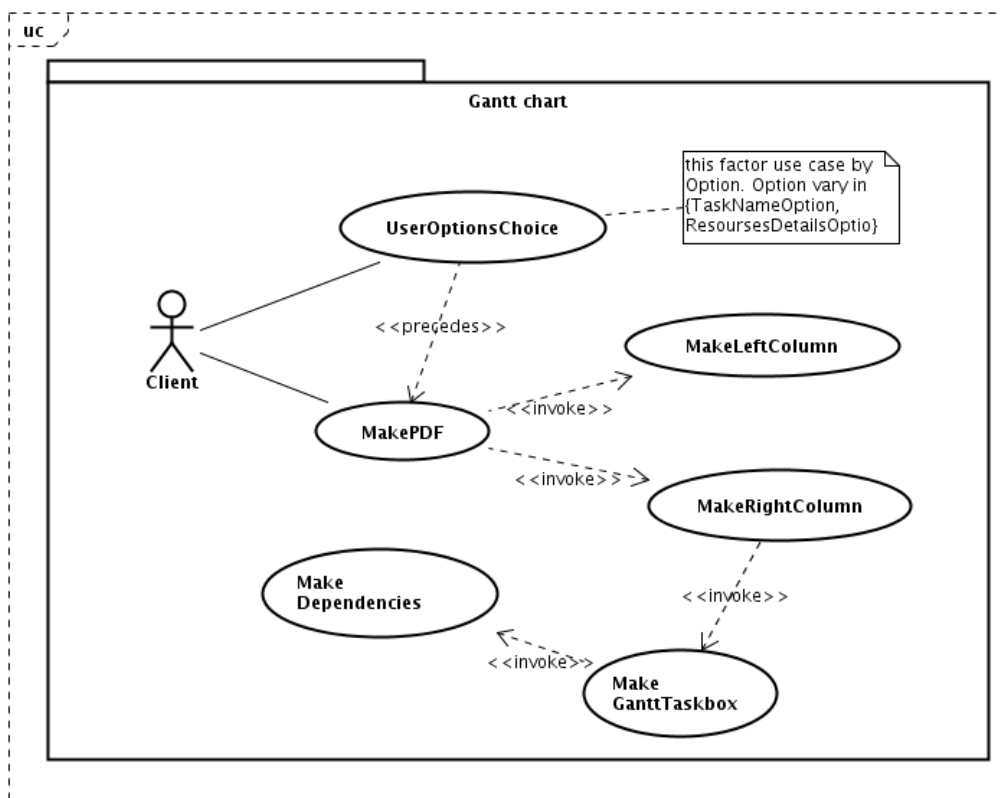 uc
Gantt chart
this factor use case by
Option. Option vary in
{TaskNameOption,
ResoursesDetailsOptio}
UserOptionsChoice
<<precedes>>
MakeLeftColumn
Client
<<invoke>>
MakePDF
<<invoke>>
MakeRightColumn
Make
Dependencies
<<invoke>>
<<invoke>>
Make
GanttTaskbox